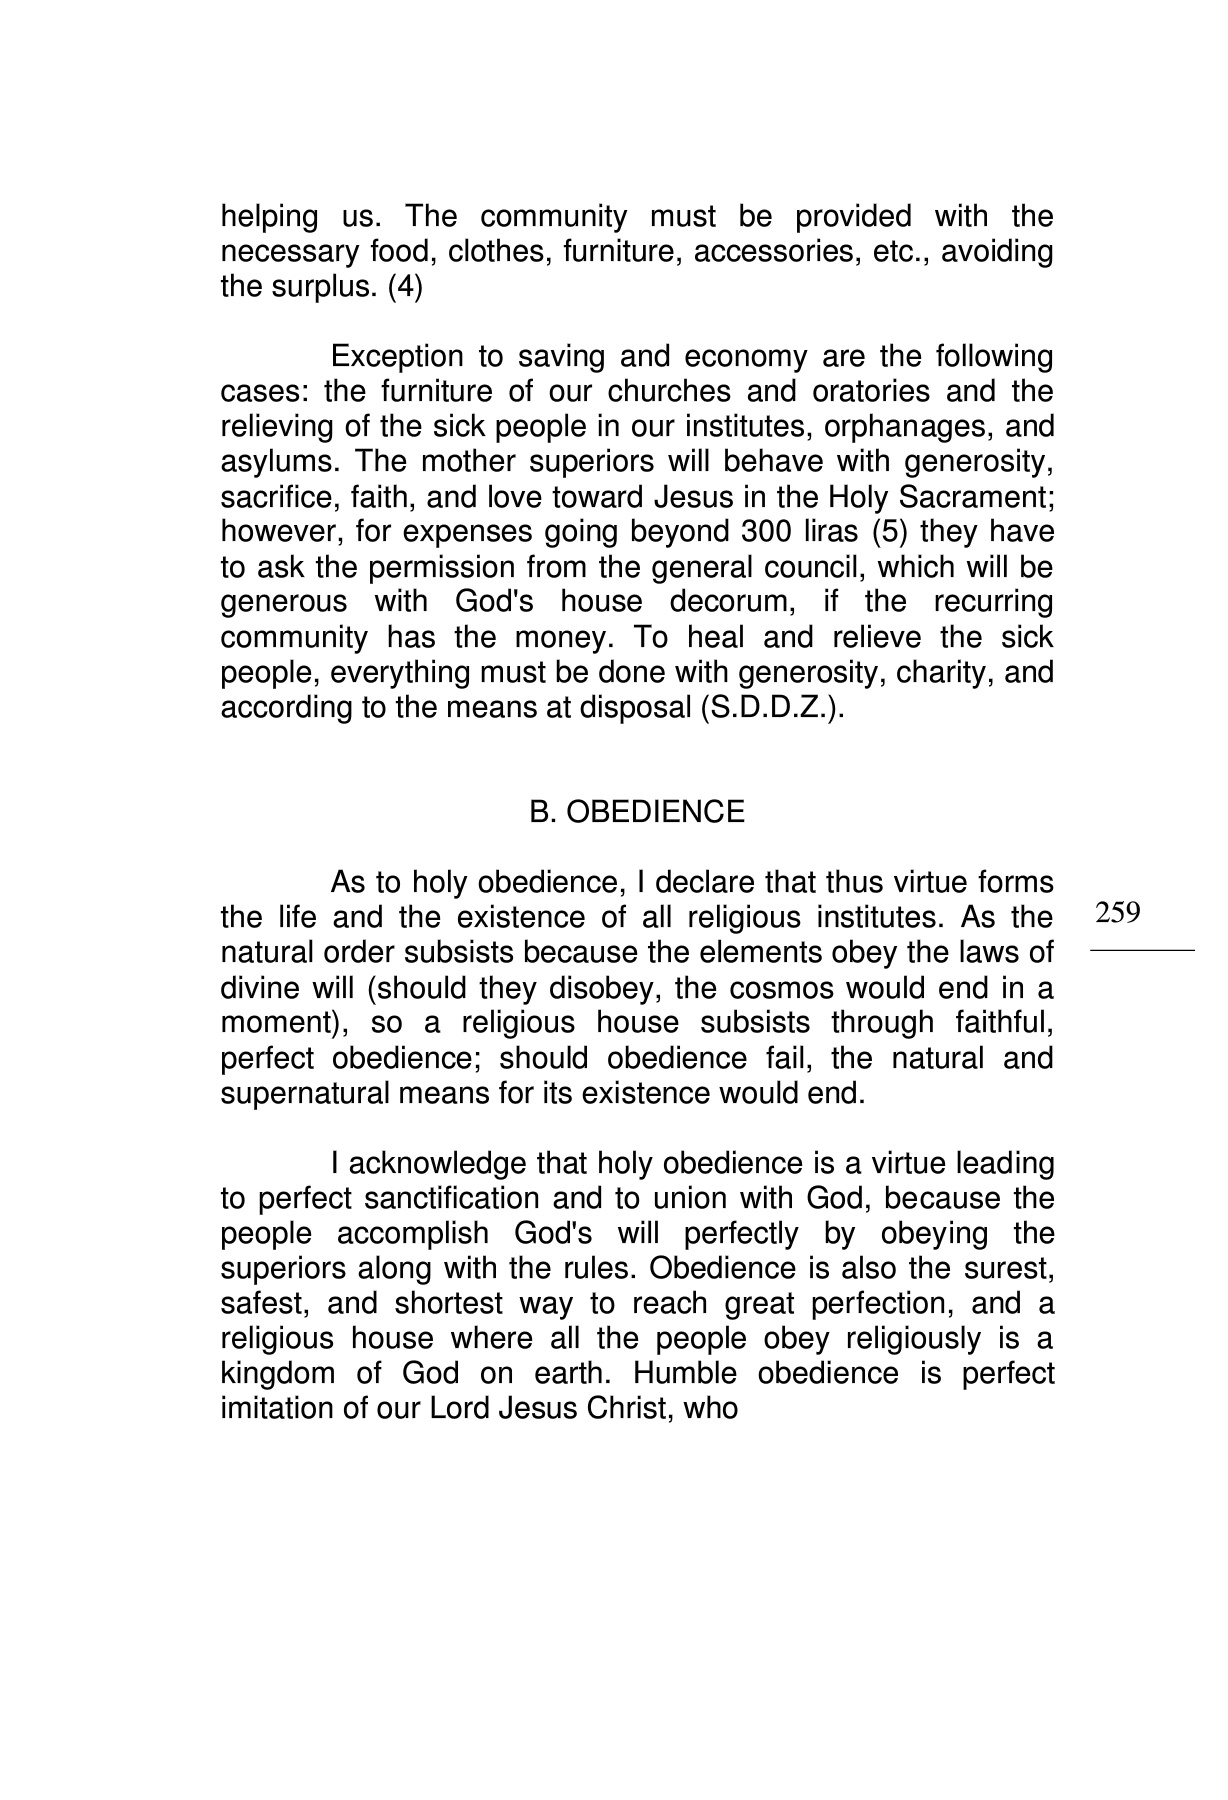 helping us. The community must be provided with the
necessary food, clothes, furniture, accessories, etc., avoiding
the surplus. (4)
Exception to saving and economy are the following
cases: the furniture of our churches and oratories and the
relieving of the sick people in our institutes, orphanages, and
asylums. The mother superiors will behave with generosity,
sacrifice, faith, and love toward Jesus in the Holy Sacrament;
however, for expenses going beyond 300 liras (5) they have
to ask the permission from the general council, which will be
generous with God's house decorum, if the recurring
community has the money. To heal and relieve the sick
people, everything must be done with generosity, charity, and
according to the means at disposal (S.D.D.Z.).
B. OBEDIENCE
As to holy obedience, I declare that thus virtue forms
the life and the existence of all religious institutes. As the
natural order subsists because the elements obey the laws of
divine will (should they disobey, the cosmos would end in a
moment), so a religious house subsists through faithful,
perfect obedience; should obedience fail, the natural and
supernatural means for its existence would end.
I acknowledge that holy obedience is a virtue leading
to perfect sanctification and to union with God, because the
people accomplish God's will perfectly by obeying the
superiors along with the rules. Obedience is also the surest,
safest, and shortest way to reach great perfection, and a
religious house where all the people obey religiously is a
kingdom of God on earth. Humble obedience is perfect
imitation of our Lord Jesus Christ, who
259